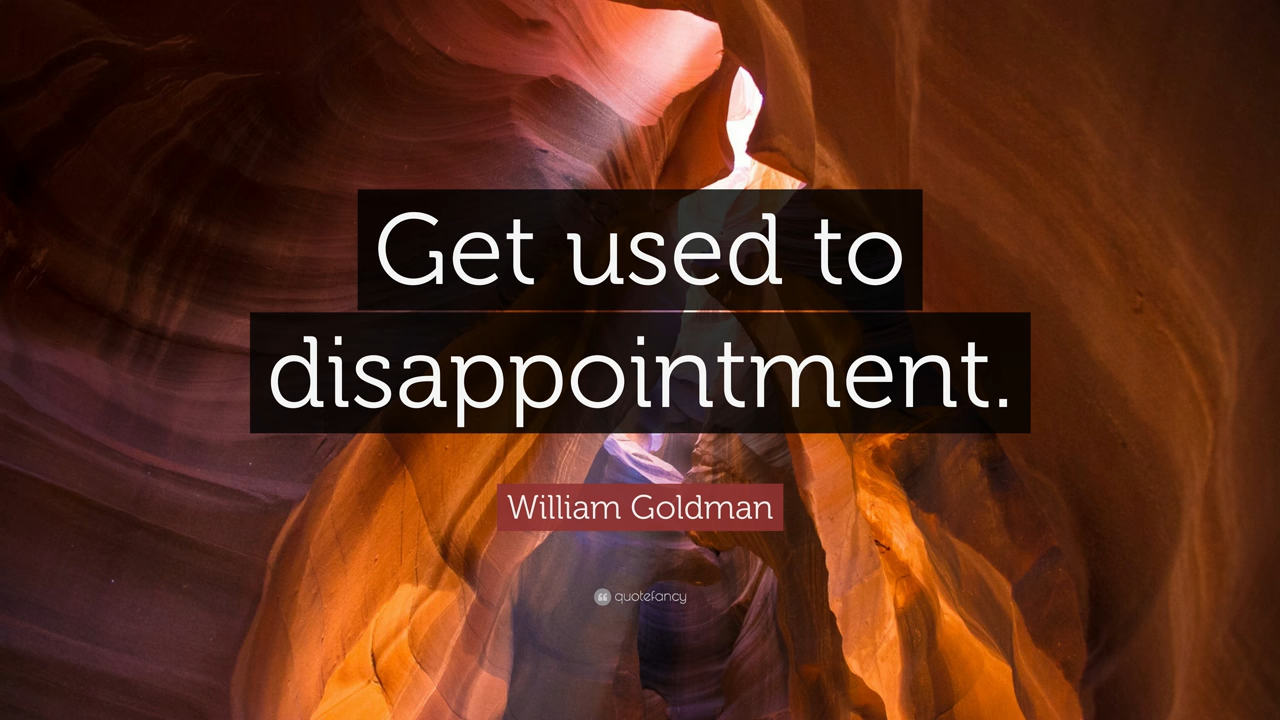 Get used to
disappointment.
William Goldman
quotefancy